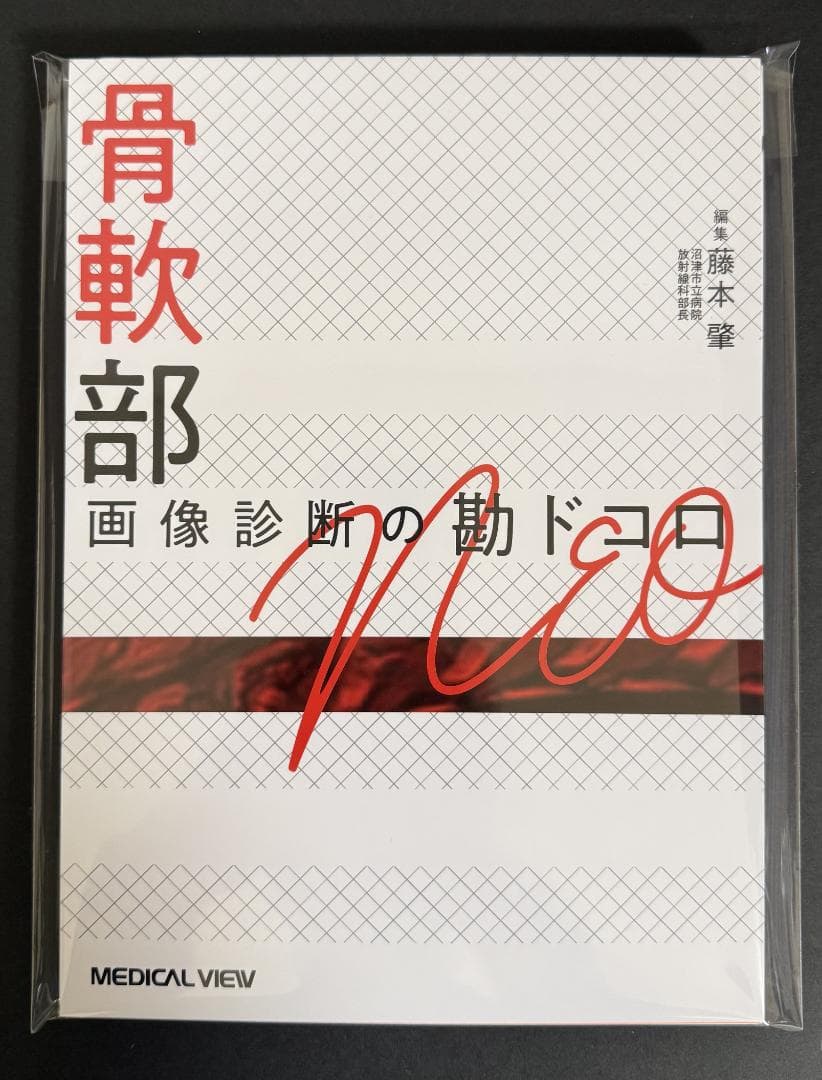 骨軟部
画像診断の勘ドコロ
NEO
編集 藤本 肇
沼津市立病院
放射線科部長
MEDICAL VIEW